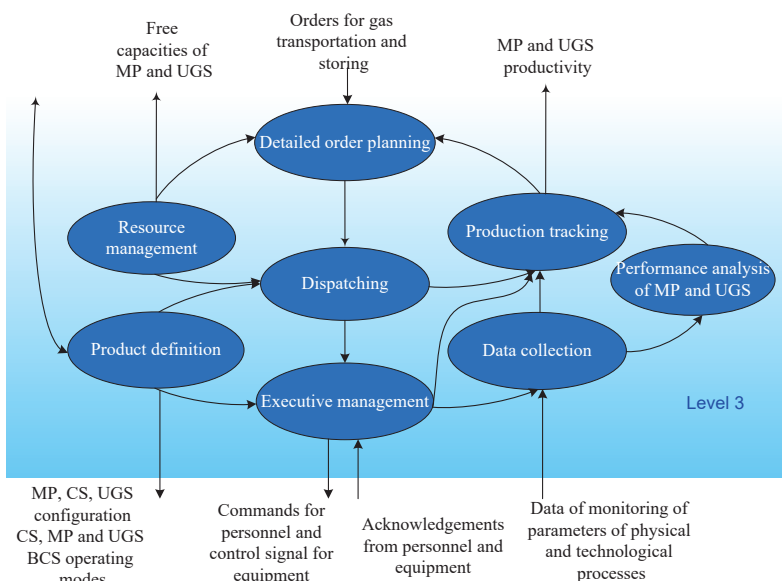 Free
capacities of
MP and UGS
Orders for gas
transportation and
storing
MP and UGS
productivity
Detailed order planning
Resource
management
Production tracking
Dispatching
Performance analysis
of MP and UGS
Product definition
Data collection
Executive management
Level 3
MP, CS, UGS
configuration
CS, MP and UGS
BCS operating
modes
Commands for
personnel and
control signal for
equipment
Acknowledgements
from personnel and
equipment
Data of monitoring of
parameters of physical
and technological
processes